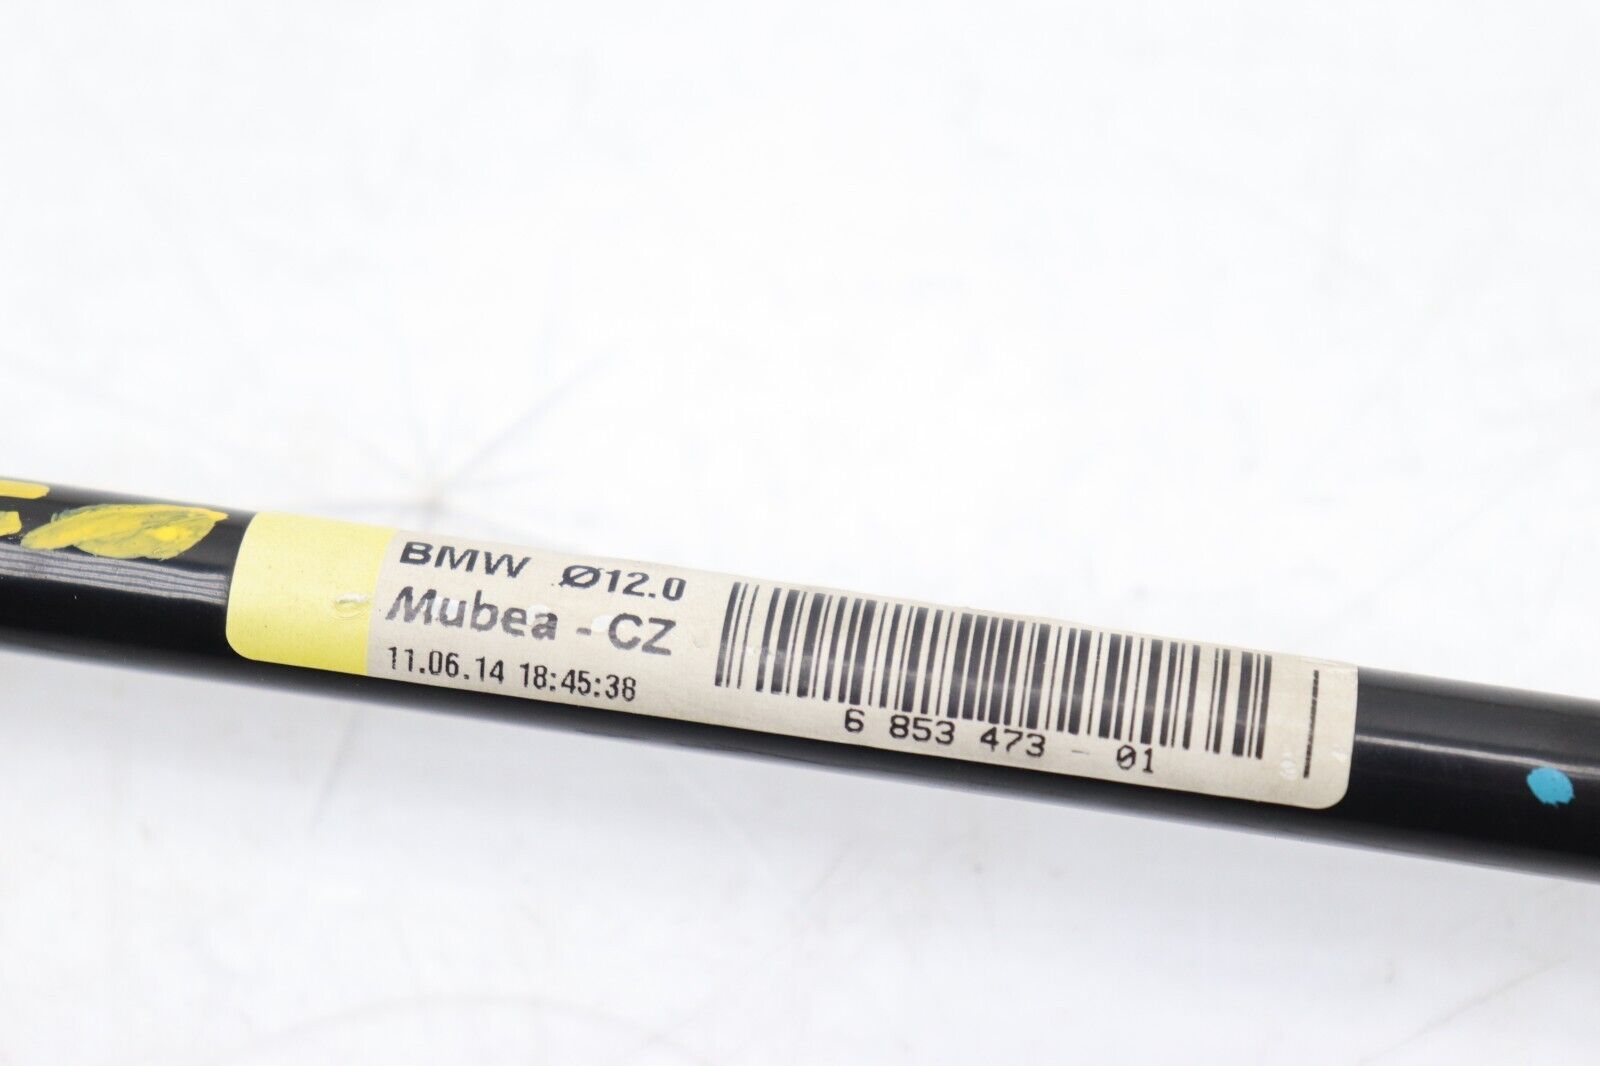 BMW Ø12.0
Mubea - CZ
11.06.14 18:45:38
6 853 473 - 01